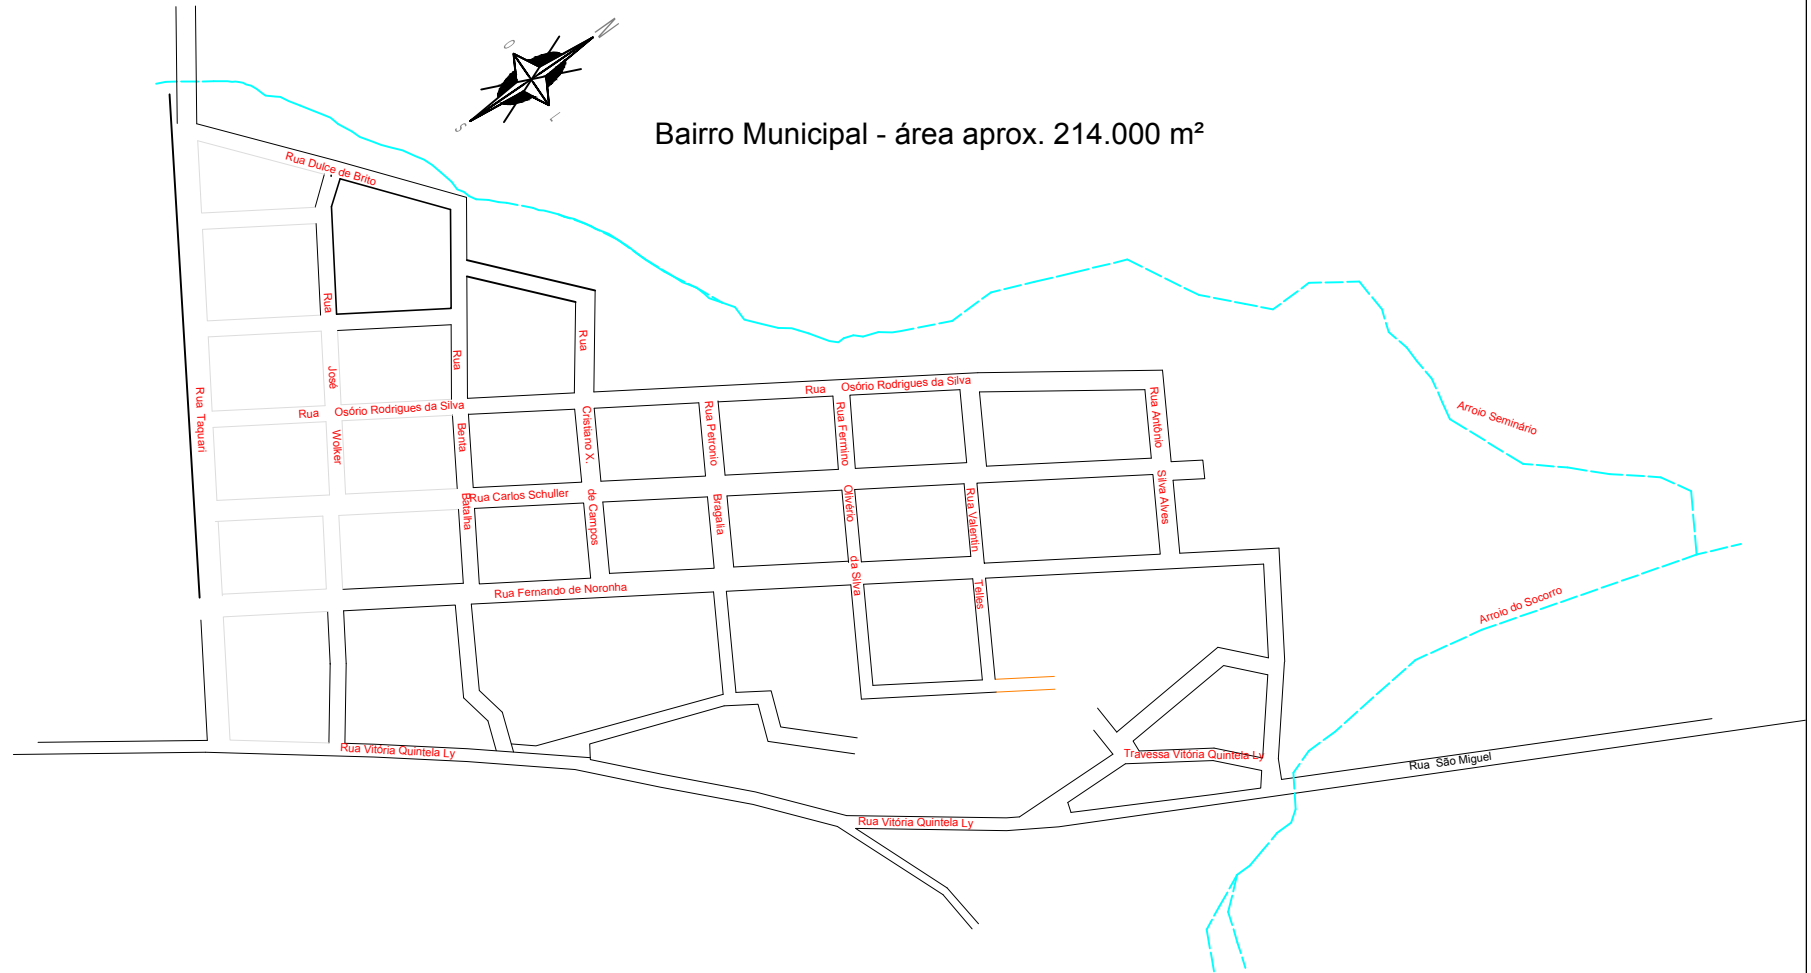 N
O
S
L
Bairro Municipal - área aprox. 214.000 m²
Rua Dulce de Brito
Rua Taquari
Rua José Wolker
Rua Benta Batalha
Rua Cristiano X. de Campos
Rua Osório Rodrigues da Silva
Rua Osório Rodrigues da Silva
Rua Petronio Bragalia
Rua Fermino Olivério da Silva
Rua Valentin Telles
Rua Antônio Silva Alves
Rua Carlos Schuller
Rua Fernando de Noronha
Arroio Seminário
Arroio do Socorro
Rua Vitória Quintela Ly
Travessa Vitória Quintela Ly
Rua São Miguel
Rua Vitória Quintela Ly